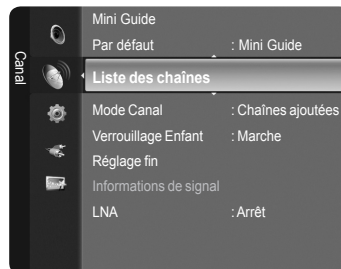 Canal
Mini Guide
Par défaut : Mini Guide
Liste des chaînes
Mode Canal : Chaînes ajoutées
Verrouillage Enfant : Marche
Réglage fin
Informations de signal
LNA : Arrêt